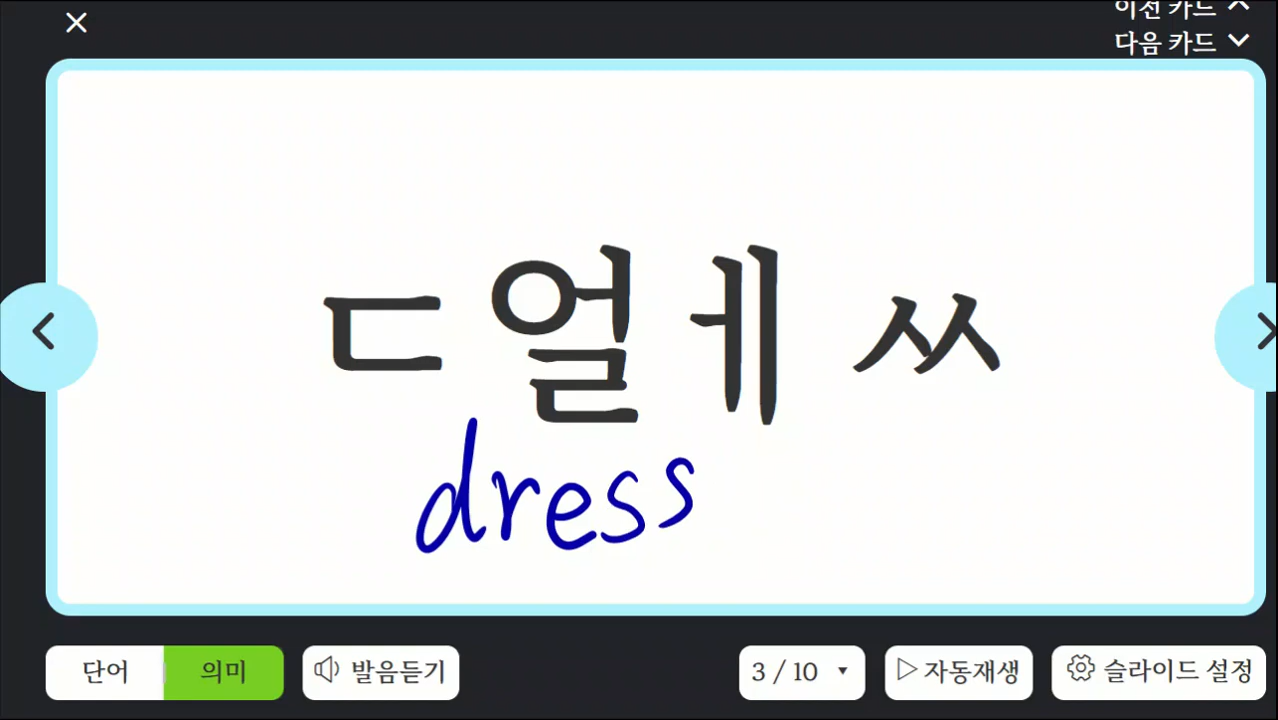 이전 카드
다음 카드
ㄷ얼ㅔㅆ
dress
단어 의미 발음듣기 3 / 10 자동재생 슬라이드 설정